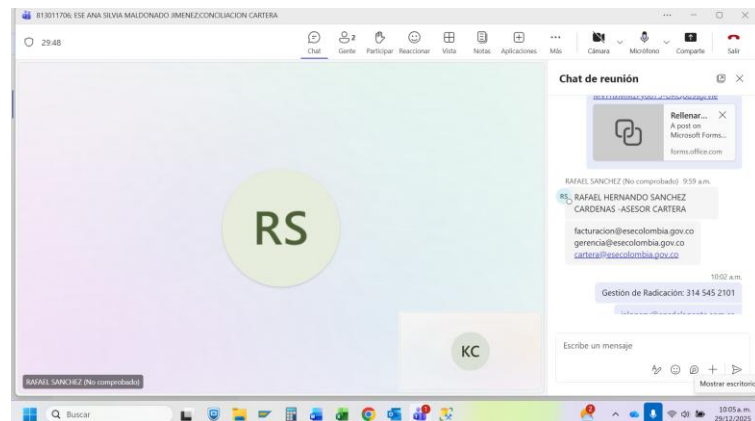 813011706; ESE ANA SILVIA MALDONADO JIMENEZ;CONCILIACION CARTERA
29:48
Chat
Gente 2
Participar
Reaccionar
Vista
Notas
Aplicaciones
Más
Cámara
Micrófono
Comparte
Salir
RS
KC
RAFAEL SANCHEZ (No comprobado)
Chat de reunión
Rellenar...
A post on
Microsoft Forms...
forms.office.com
RAFAEL SANCHEZ (No comprobado) 9:59 a.m.
RS
RAFAEL HERNANDO SANCHEZ
CARDENAS -ASESOR CARTERA
facturacion@esecolombia.gov.co
gerencia@esecolombia.gov.co
cartera@esecolombia.gov.co
10:02 a.m.
Gestión de Radicación: 314 545 2101
Escribe un mensaje
Mostrar escritorio
Buscar
10:05 a.m.
29/12/2025